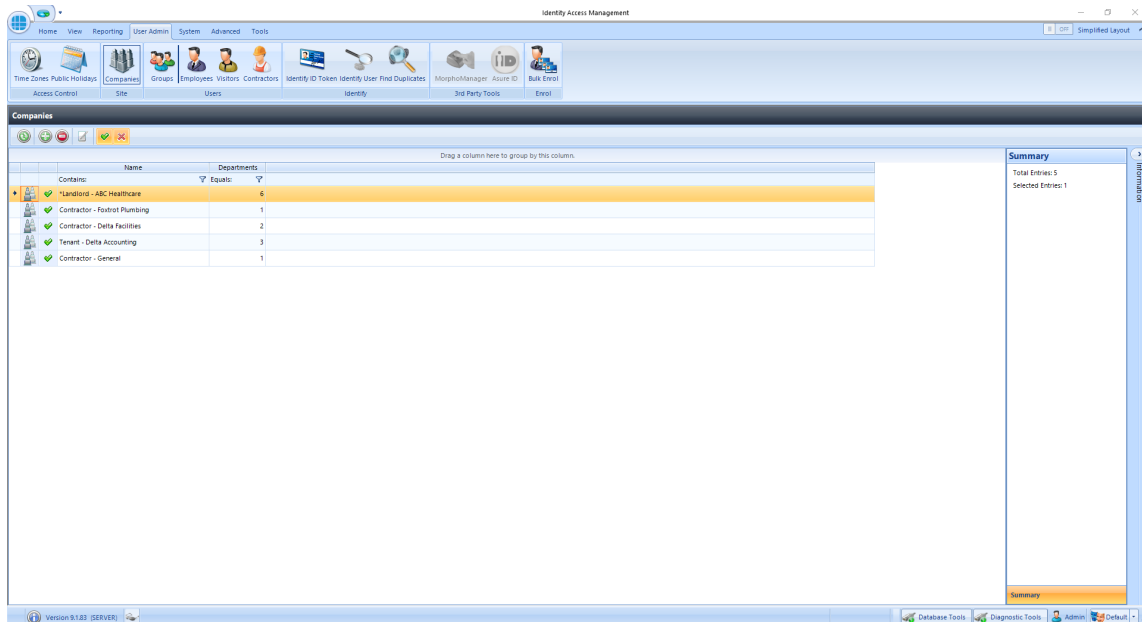 Identity Access Management
Home View Reporting User Admin System Advanced Tools
Simplified Layout
Time Zones Public Holidays Companies Groups Employees Visitors Contractors Identify ID Token Identify User Find Duplicates MorphoManager Asure ID Bulk Enrol
Access Control Site Users Identify 3rd Party Tools Enrol
Companies
Drag a column here to group by this column.
Name Departments
Contains: Equals:
*Landlord - ABC Healthcare 6
Contractor - Foxtrot Plumbing 1
Contractor - Delta Facilities 2
Tenant - Delta Accounting 3
Contractor - General 1
Summary
Total Entries: 5
Selected Entries: 1
Information
Summary
Version 9.1.83 (SERVER) Database Tools Diagnostic Tools Admin Default